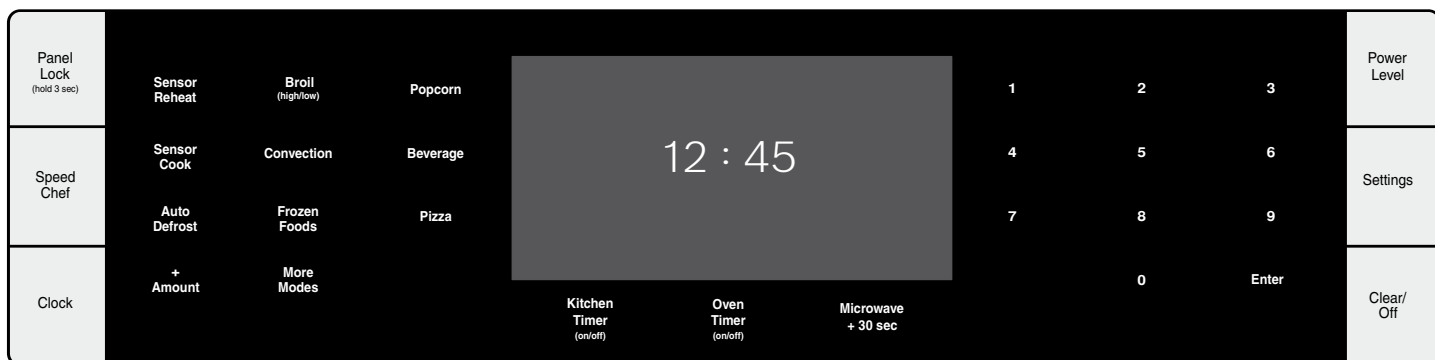 Panel
Lock
(hold 3 sec)
Speed
Chef
Clock
Sensor
Reheat
Broil
(high/low)
Popcorn
Sensor
Cook
Convection
Beverage
Auto
Defrost
Frozen
Foods
Pizza
+
Amount
More
Modes
12 : 45
Kitchen
Timer
(on/off)
Oven
Timer
(on/off)
Microwave
+ 30 sec
1 2 3
4 5 6
7 8 9
0 Enter
Power
Level
Settings
Clear/
Off